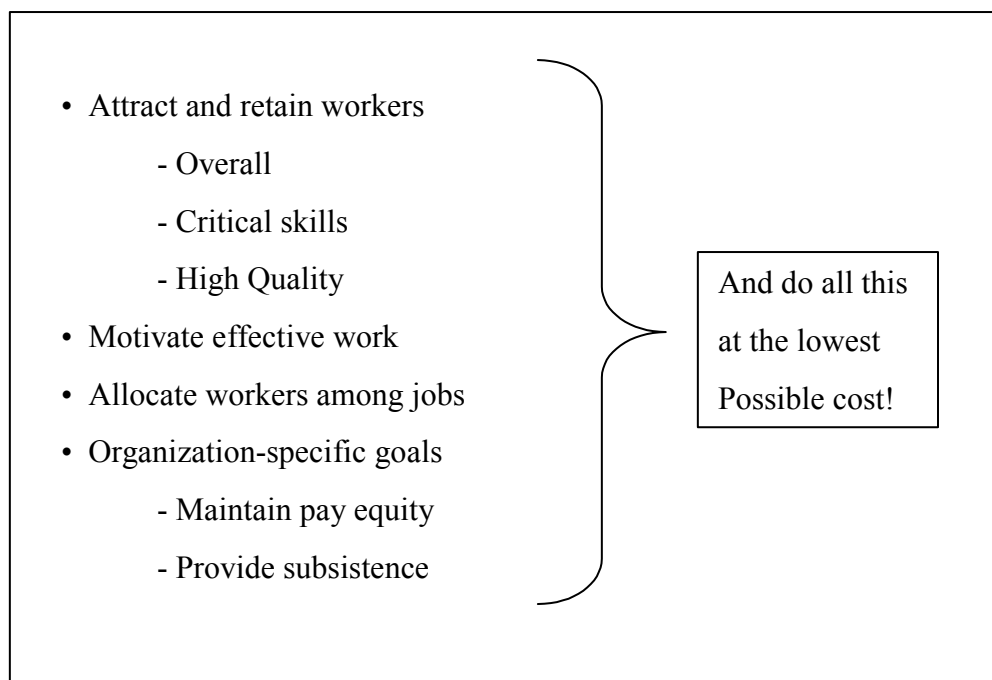 • Attract and retain workers
- Overall
- Critical skills
- High Quality
• Motivate effective work
• Allocate workers among jobs
• Organization-specific goals
- Maintain pay equity
- Provide subsistence
And do all this
at the lowest
Possible cost!